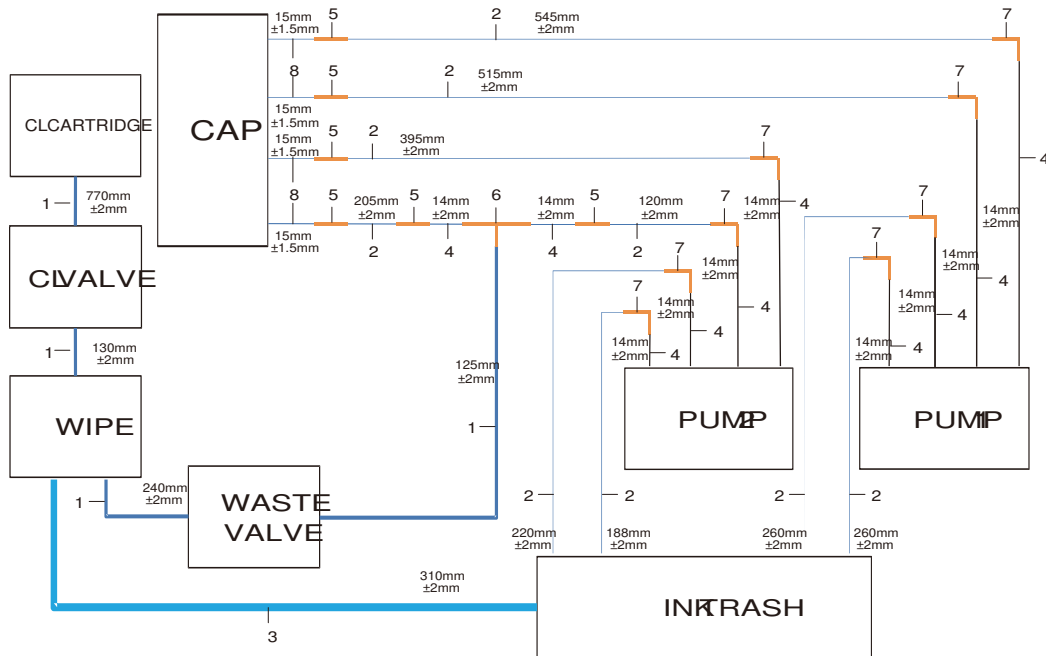 15mm
±1.5mm
5
2
545mm
±2mm
7
8
5
2
515mm
±2mm
7
CLCARTRIDGE
CAP
15mm
±1.5mm
15mm
±1.5mm
5
2
395mm
±2mm
7
4
1
770mm
±2mm
8
5
205mm
±2mm
5
14mm
±2mm
6
14mm
±2mm
5
120mm
±2mm
7
14mm
±2mm
4
7
14mm
±2mm
15mm
±1.5mm
2
4
4
2
7
14mm
±2mm
7
14mm
±2mm
CLVALVE
7
14mm
±2mm
4
14mm
±2mm
4
1
130mm
±2mm
14mm
±2mm
4
4
14mm
±2mm
4
4
125mm
±2mm
WIPE
PUMP2
PUMP1
1
1
240mm
±2mm
WASTE
VALVE
2
2
2
2
220mm
±2mm
188mm
±2mm
260mm
±2mm
260mm
±2mm
310mm
±2mm
INKTRASH
3